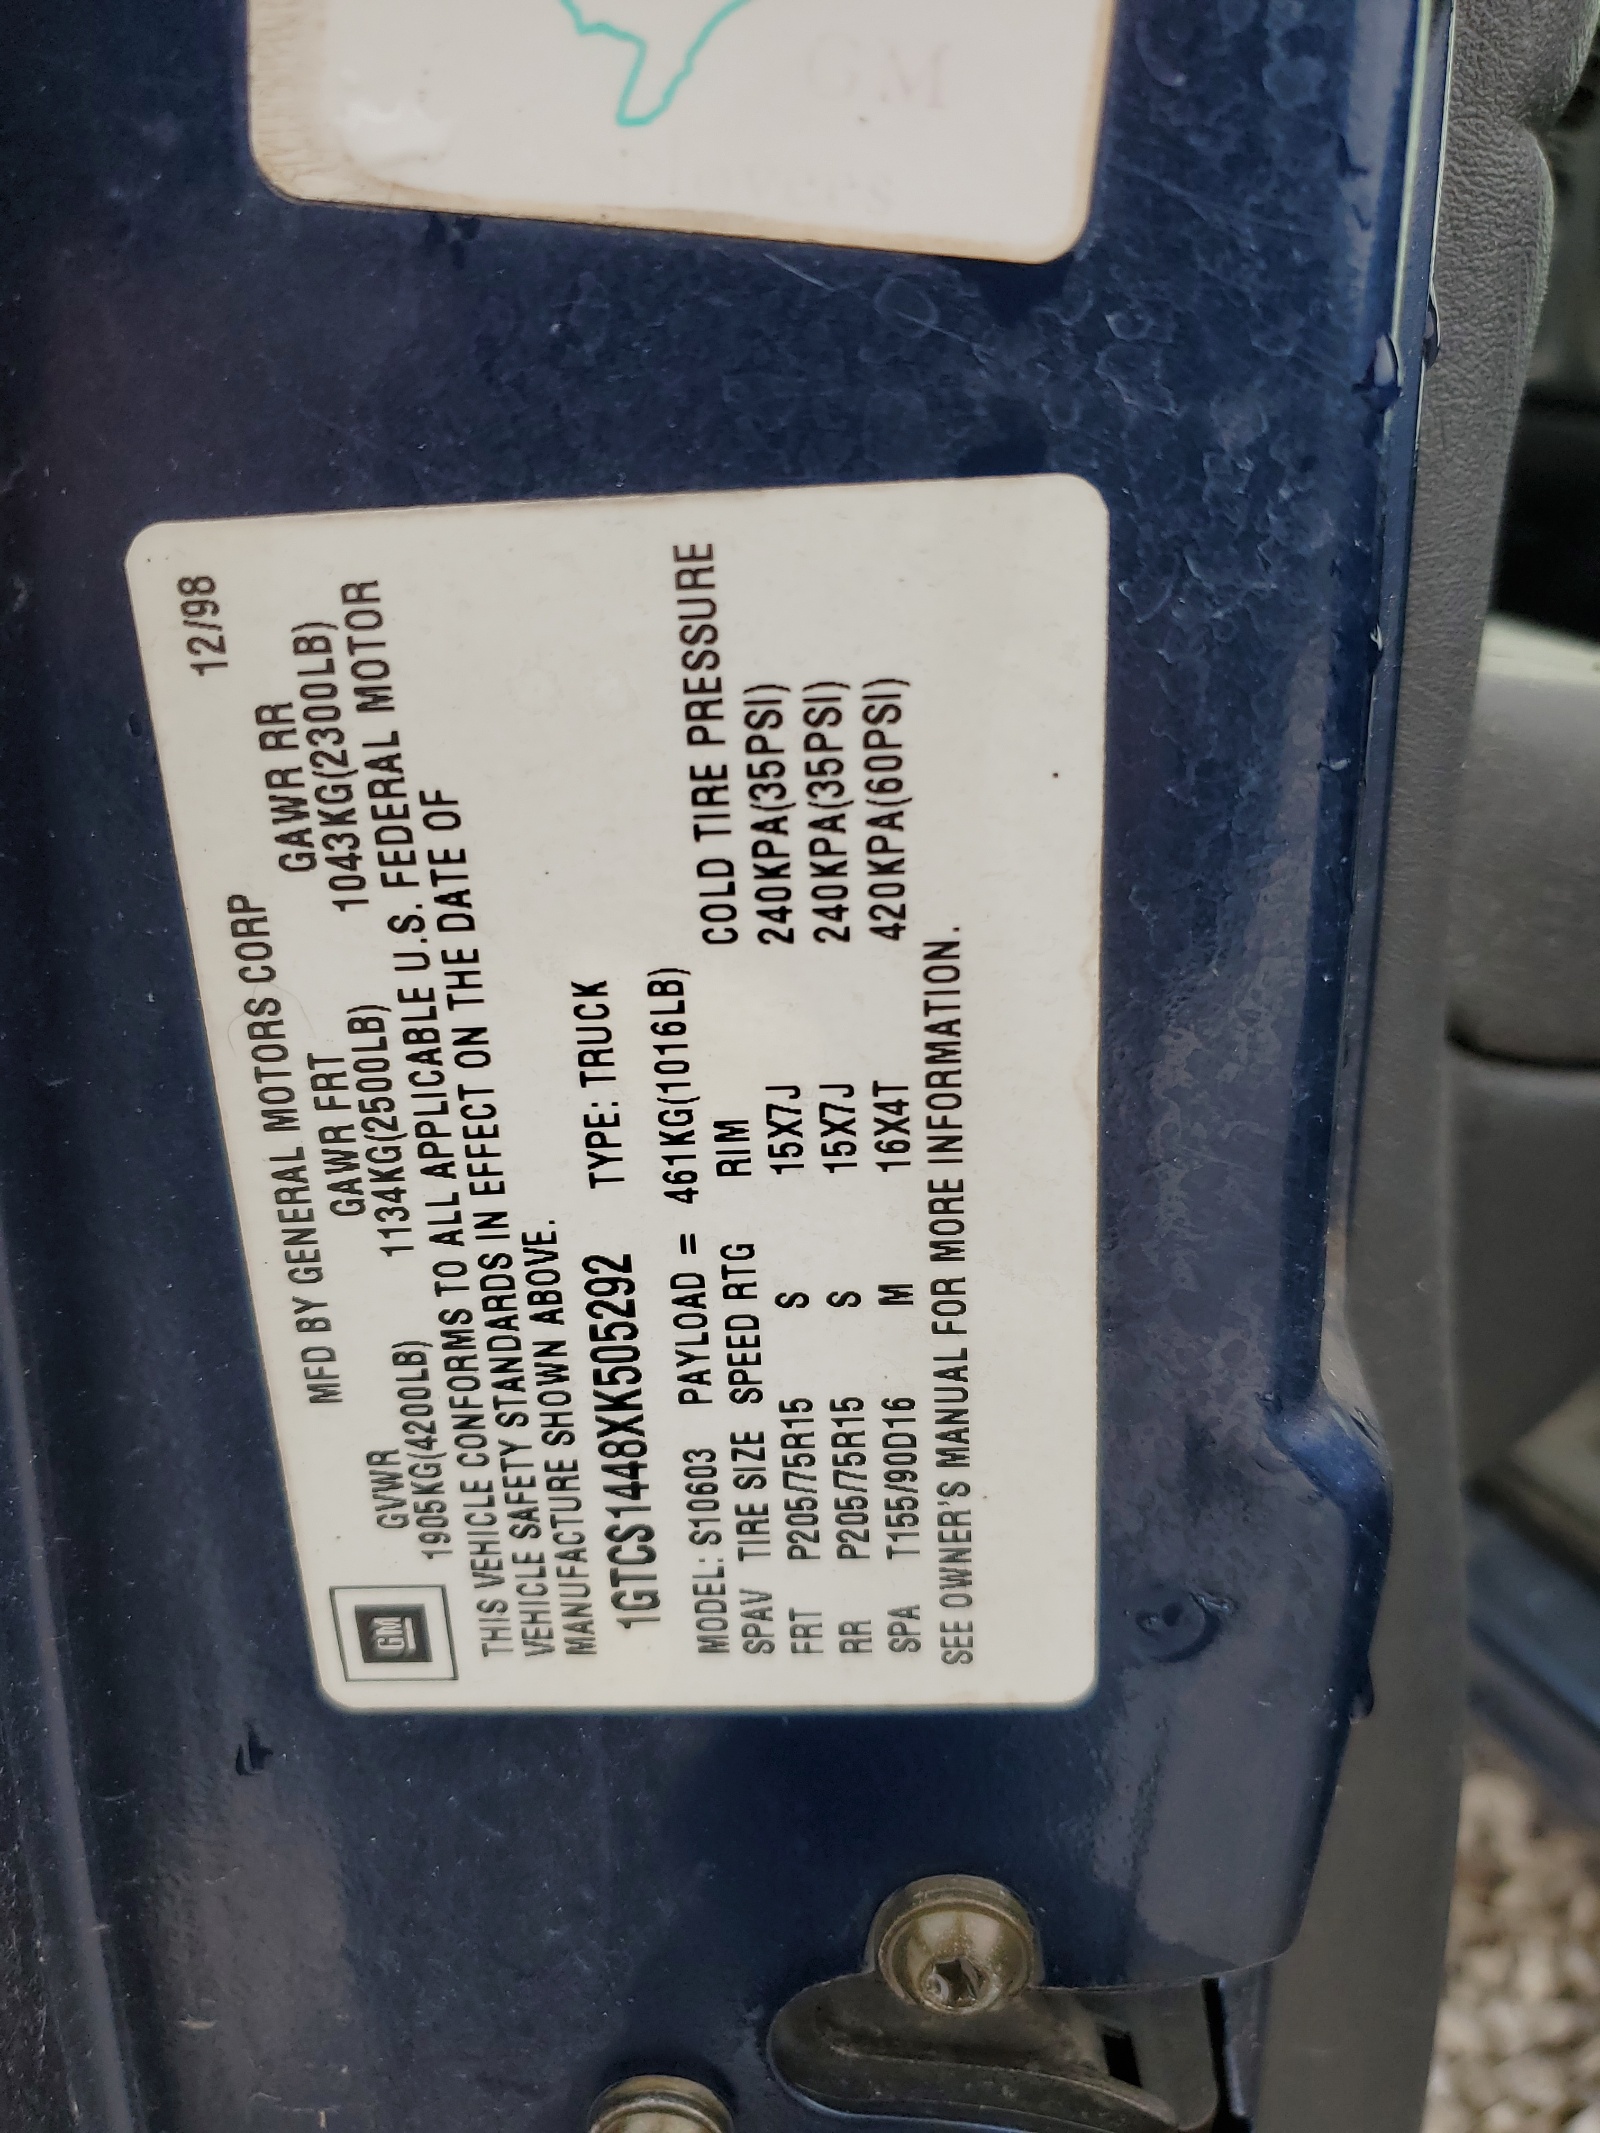 GM
12/98
MFD BY GENERAL MOTORS CORP
GVWR GAWR FRT GAWR RR
1905KG(4200LB) 1134KG(2500LB) 1043KG(2300LB)
THIS VEHICLE CONFORMS TO ALL APPLICABLE U.S. FEDERAL MOTOR
VEHICLE SAFETY STANDARDS IN EFFECT ON THE DATE OF
MANUFACTURE SHOWN ABOVE.
1GTCS1448XK505292 TYPE: TRUCK
MODEL: S10603 PAYLOAD = 461KG(1016LB)
SPAV TIRE SIZE SPEED RTG RIM COLD TIRE PRESSURE
FRT P205/75R15 S 15X7J 240KPA(35PSI)
RR P205/75R15 S 15X7J 240KPA(35PSI)
SPA T155/90D16 M 16X4T 420KPA(60PSI)
SEE OWNER'S MANUAL FOR MORE INFORMATION.
GM